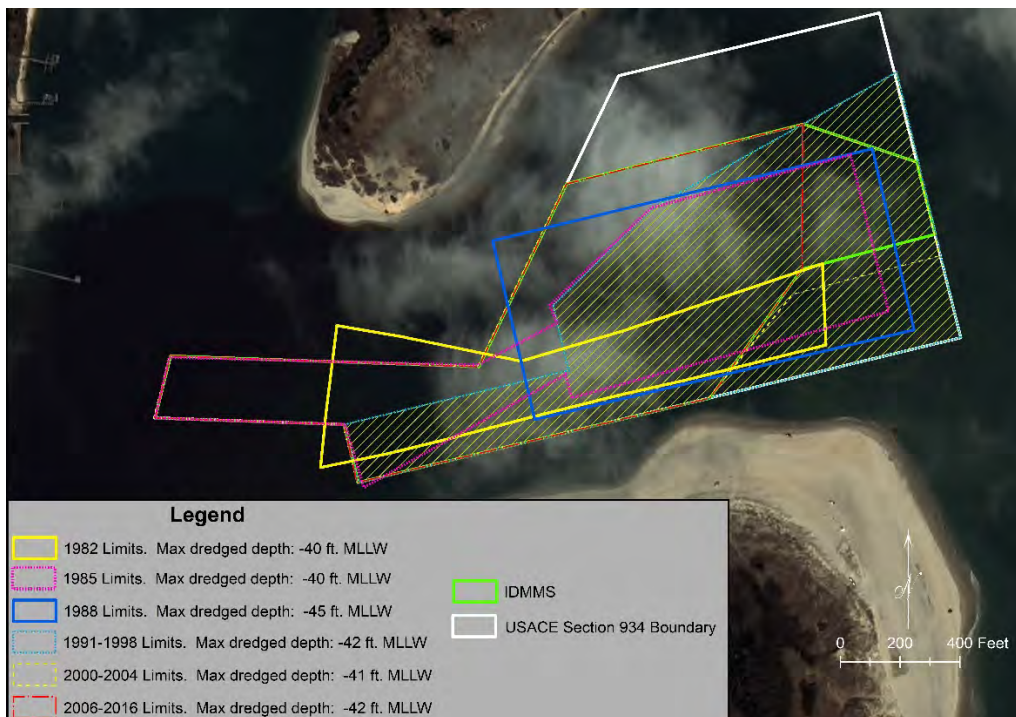 Legend
1982 Limits.  Max dredged depth: -40 ft. MLLW
1985 Limits.  Max dredged depth:  -40 ft. MLLW
1988 Limits.  Max dredged depth:  -45 ft. MLLW
1991-1998 Limits.  Max dredged depth:  -42 ft. MLLW
2000-2004 Limits.  Max dredged depth:  -41 ft. MLLW
2006-2016 Limits.  Max dredged depth:  -42 ft. MLLW
IDMMS
USACE Section 934 Boundary
0 200 400 Feet